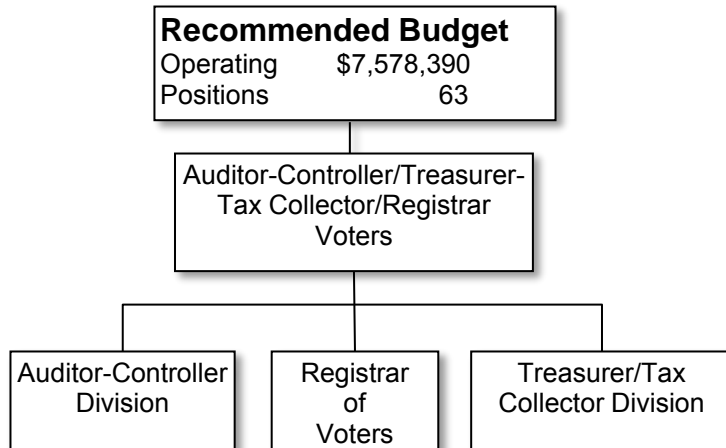 Recommended Budget
Operating $7,578,390
Positions 63
Auditor-Controller/Treasurer-
Tax Collector/Registrar
Voters
Auditor-Controller
Division
Registrar
of
Voters
Treasurer/Tax
Collector Division